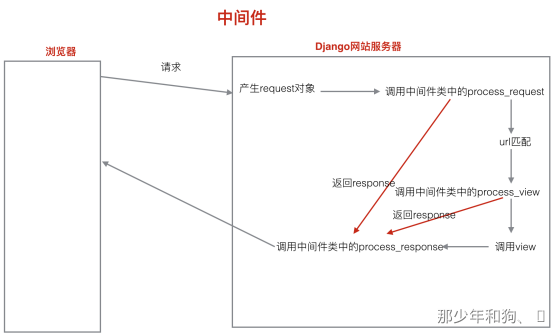 中间件
浏览器
Django网站服务器
请求
产生request对象
调用中间件类中的process_request
url匹配
返回response
调用中间件类中的process_view
返回response
调用中间件类中的process_response
调用view
那少年和狗、